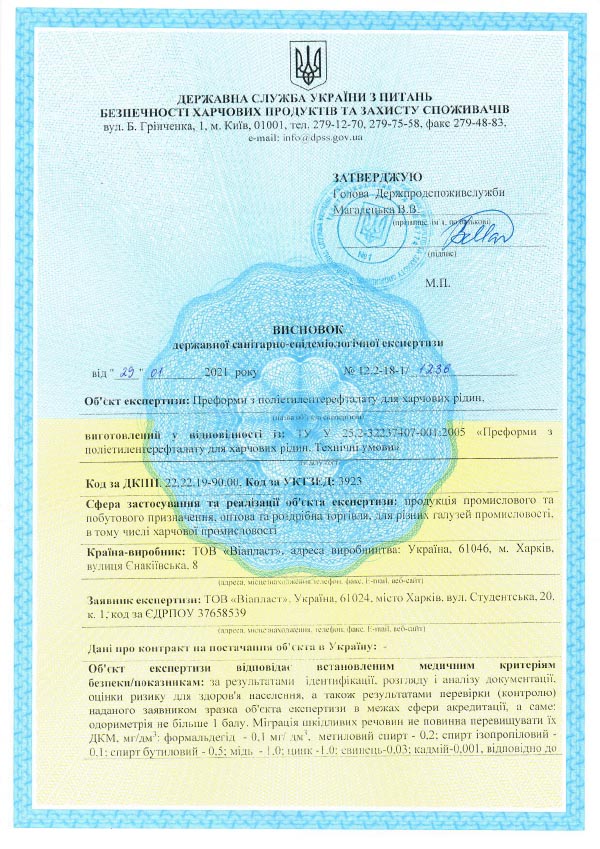 ДЕРЖАВНА СЛУЖБА УКРАЇНИ З ПИТАНЬ
БЕЗПЕЧНОСТІ ХАРЧОВИХ ПРОДУКТІВ ТА ЗАХИСТУ СПОЖИВАЧІВ
вул. Б. Грінченка, 1, м. Київ, 01001, тел. 279-12-70, 279-75-58, факс 279-48-83,
e-mail: info@dpss.gov.ua
ЗАТВЕРДЖУЮ
Голова Держпродспоживслужби
Магалецька В.В.
(прізвище, ім'я, по батькові)
№1
(підпис)
М.П.
ВИСНОВОК
державної санітарно-епідеміологічної експертизи
від " 29 " 01 2021 року № 12.2-18-1/ 1236
Об'єкт експертизи: Преформи з поліетилентерефталату для харчових рідин,
(назва об'єкта експертизи)
виготовлений у відповідності із: ТУ У 25.2-32237407-001:2005 «Преформи з
поліетилентерефталату для харчових рідин. Технічні умови»
Код за ДКПП: 22.22.19-90.00, Код за УКТЗЕД: 3923
Сфера застосування та реалізації об'єкта експертизи: продукція промислового та
побутового призначення, оптова та роздрібна торгівля, для різних галузей промисловості,
в тому числі харчової промисловості
Країна-виробник: ТОВ «Віапласт», адреса виробництва: Україна, 61046, м. Харків,
вулиця Єнакіївська, 8
(адреса, місцезнаходження, телефон, факс, E-mail, веб-сайт)
Заявник експертизи: ТОВ «Віапласт», Україна, 61024, місто Харків, вул. Студентська, 20,
к. 1, код за ЄДРПОУ 37658539
(адреса, місцезнаходження, телефон, факс, E-mail, веб-сайт)
Дані про контракт на постачання об'єкта в Україну: -
Об'єкт експертизи відповідає встановленим медичним критеріям
безпеки/показникам: за результатами ідентифікації, розгляду і аналізу документації,
оцінки ризику для здоров'я населення, а також результатами перевірки (контролю)
наданого заявником зразка об'єкта експертизи в межах сфери акредитації, а саме:
одориметрія не більше 1 балу. Міграція шкідливих речовин не повинна перевищувати їх
ДКМ, мг/дм³: формальдегід - 0,1 мг/ дм³, метиловий спирт - 0,2; спирт ізопропіловий -
0,1; спирт бутиловий - 0,5; мідь - 1,0; цинк -1,0; свинець-0,03; кадмій-0,001, відповідно до